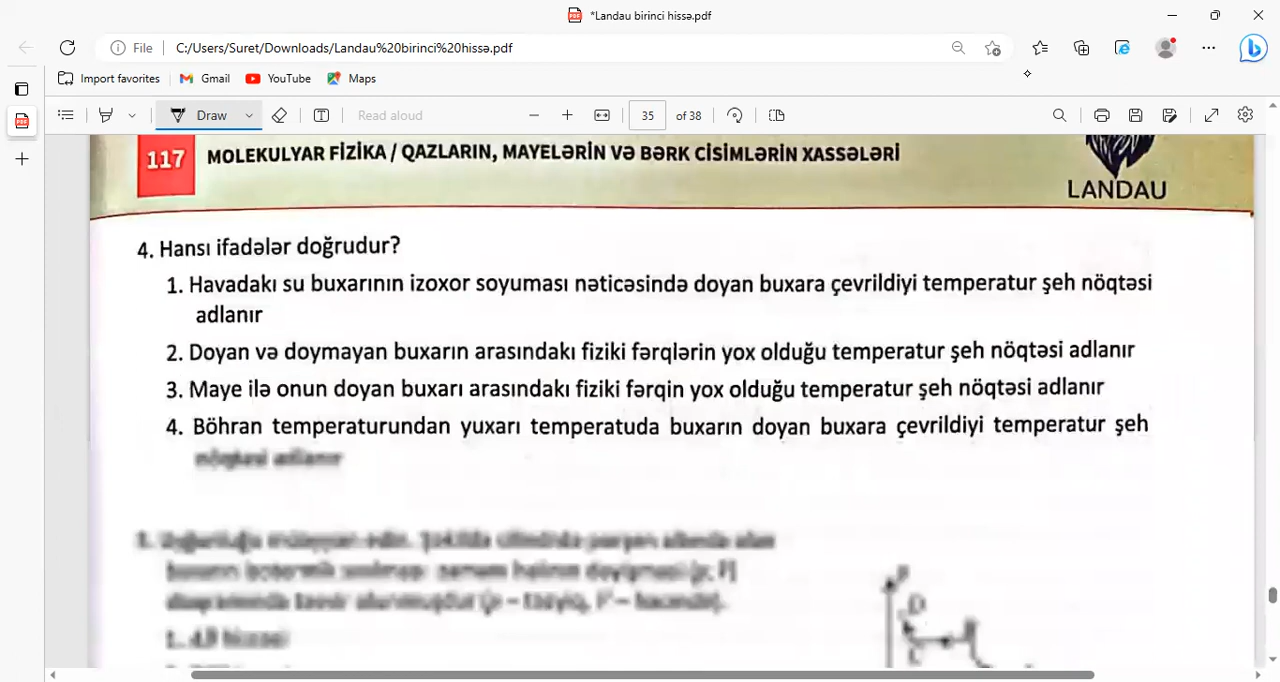 *Landau birinci hissə.pdf
File C:/Users/Suret/Downloads/Landau%20birinci%20hissə.pdf
Import favorites Gmail YouTube Maps
Draw Read aloud 35 of 38
117 MOLEKULYAR FİZİKA / QAZLARIN, MAYELƏRİN VƏ BƏRK CİSİMLƏRİN XASSƏLƏRİ
LANDAU
4. Hansı ifadələr doğrudur?
1. Havadakı su buxarının izoxor soyuması nəticəsində doyan buxara çevrildiyi temperatur şeh nöqtəsi
adlanır
2. Doyan və doymayan buxarın arasındakı fiziki fərqlərin yox olduğu temperatur şeh nöqtəsi adlanır
3. Maye ilə onun doyan buxarı arasındakı fiziki fərqin yox olduğu temperatur şeh nöqtəsi adlanır
4. Böhran temperaturundan yuxarı temperatuda buxarın doyan buxara çevrildiyi temperatur şeh
nöqtəsi adlanır